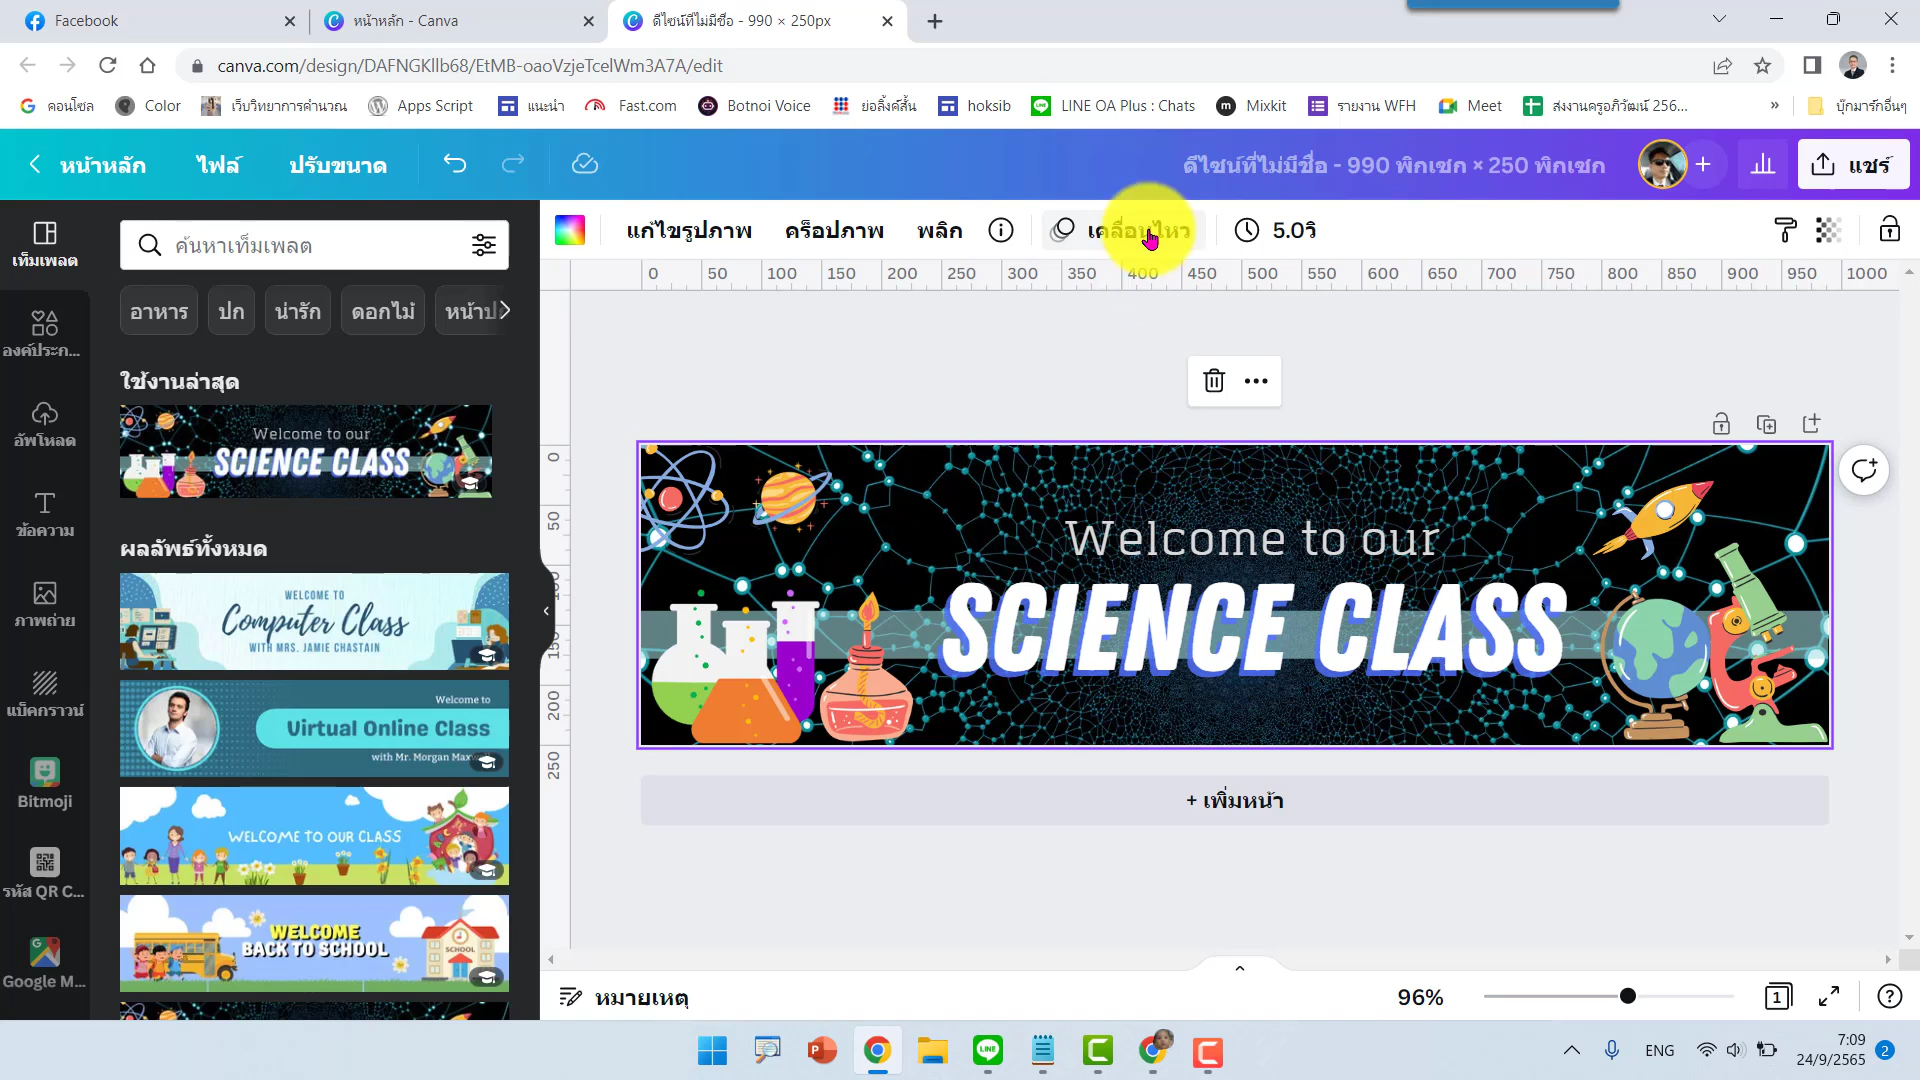 Facebook
หน้าหลัก - Canva
ดีไซน์ที่ไม่มีชื่อ - 990 × 250px
canva.com/design/DAFNGKllb68/EtMB-oaoVzjeTcelWm3A7A/edit
คอนโซล
Color
เว็บวิทยาการคำนวณ
Apps Script
แนะนำ
Fast.com
Botnoi Voice
ย่อลิ้งค์สั้น
hoksib
LINE OA Plus : Chats
Mixkit
รายงาน WFH
Meet
ส่งงานครูอภิวัฒน์ 256...
»
บุ๊กมาร์กอื่นๆ
หน้าหลัก
ไฟล์
ปรับขนาด
ดีไซน์ที่ไม่มีชื่อ - 990 พิกเซก × 250 พิกเซก
แชร์
เท็มเพลต
องค์ประก...
อัพโหลด
ข้อความ
ภาพถ่าย
แบ็คกราวน์
Bitmoji
รหัส QR C...
Google M...
ค้นหาเท็มเพลต
อาหาร
ปก
น่ารัก
ดอกไม้
ใช้งานล่าสุด
Welcome to our
SCIENCE CLASS
ผลลัพธ์ทั้งหมด
WELCOME TO
Computer Class
WITH MRS. JAMIE CHASTAIN
Welcome to
Virtual Online Class
WELCOME TO OUR CLASS
WELCOME
BACK TO SCHOOL
SCHOOL
แก้ไขรูปภาพ
คร็อปภาพ
พลิก
เคลื่อนไหว
5.0วิ
0 50 100 150 200 250 300 350 400 450 500 550 600 650 700 750 800 850 900 950 1000
0
50
150
200
250
Welcome to our
SCIENCE CLASS
+ เพิ่มหน้า
หมายเหตุ
96%
1
ENG
7:09
24/9/2565
2